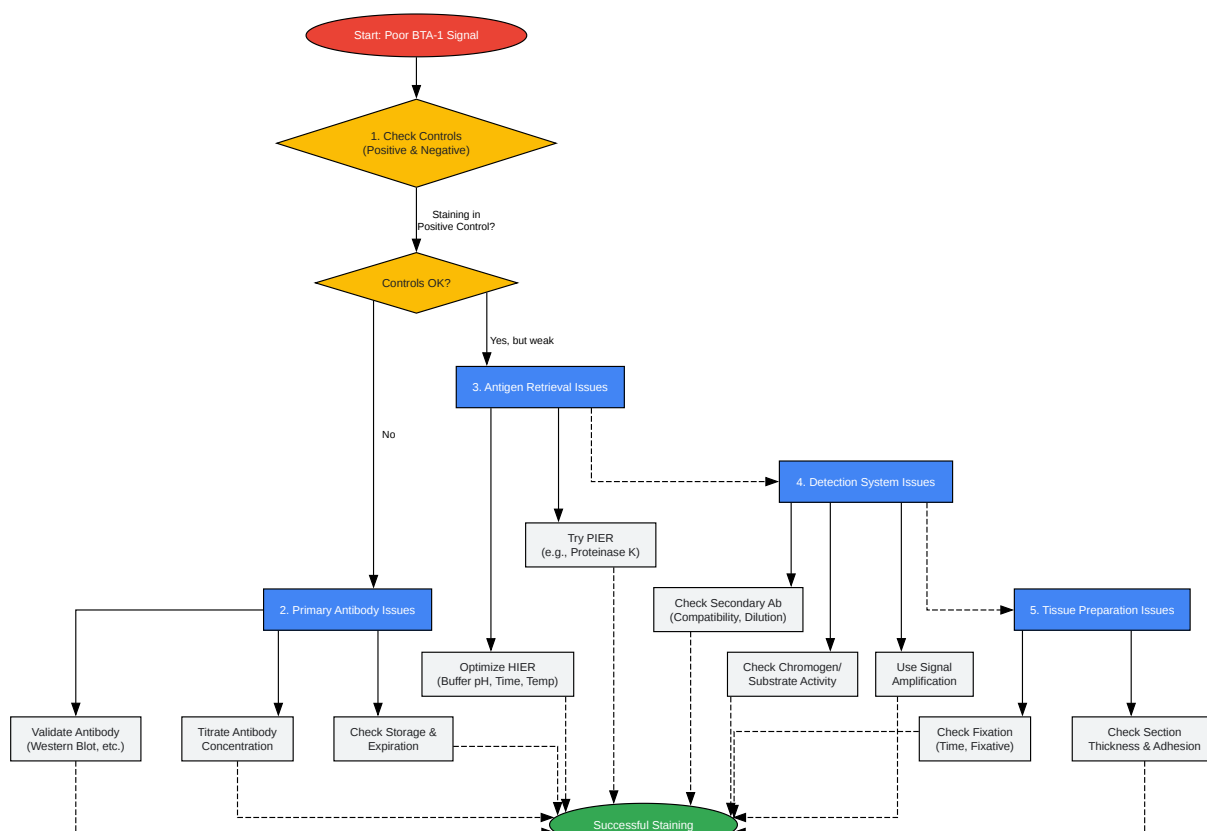 Start: Poor BTA-1 Signal
1. Check Controls
(Positive & Negative)
Staining in
Positive Control?
Controls OK?
Yes, but weak
3. Antigen Retrieval Issues
No
4. Detection System Issues
Try PIER
(e.g., Proteinase K)
2. Primary Antibody Issues
Check Secondary Ab
(Compatibility, Dilution)
5. Tissue Preparation Issues
Optimize HIER
(Buffer pH, Time, Temp)
Check Chromogen/
Substrate Activity
Use Signal
Amplification
Validate Antibody
(Western Blot, etc.)
Titrate Antibody
Concentration
Check Storage &
Expiration
Check Fixation
(Time, Fixative)
Check Section
Thickness & Adhesion
Successful Staining